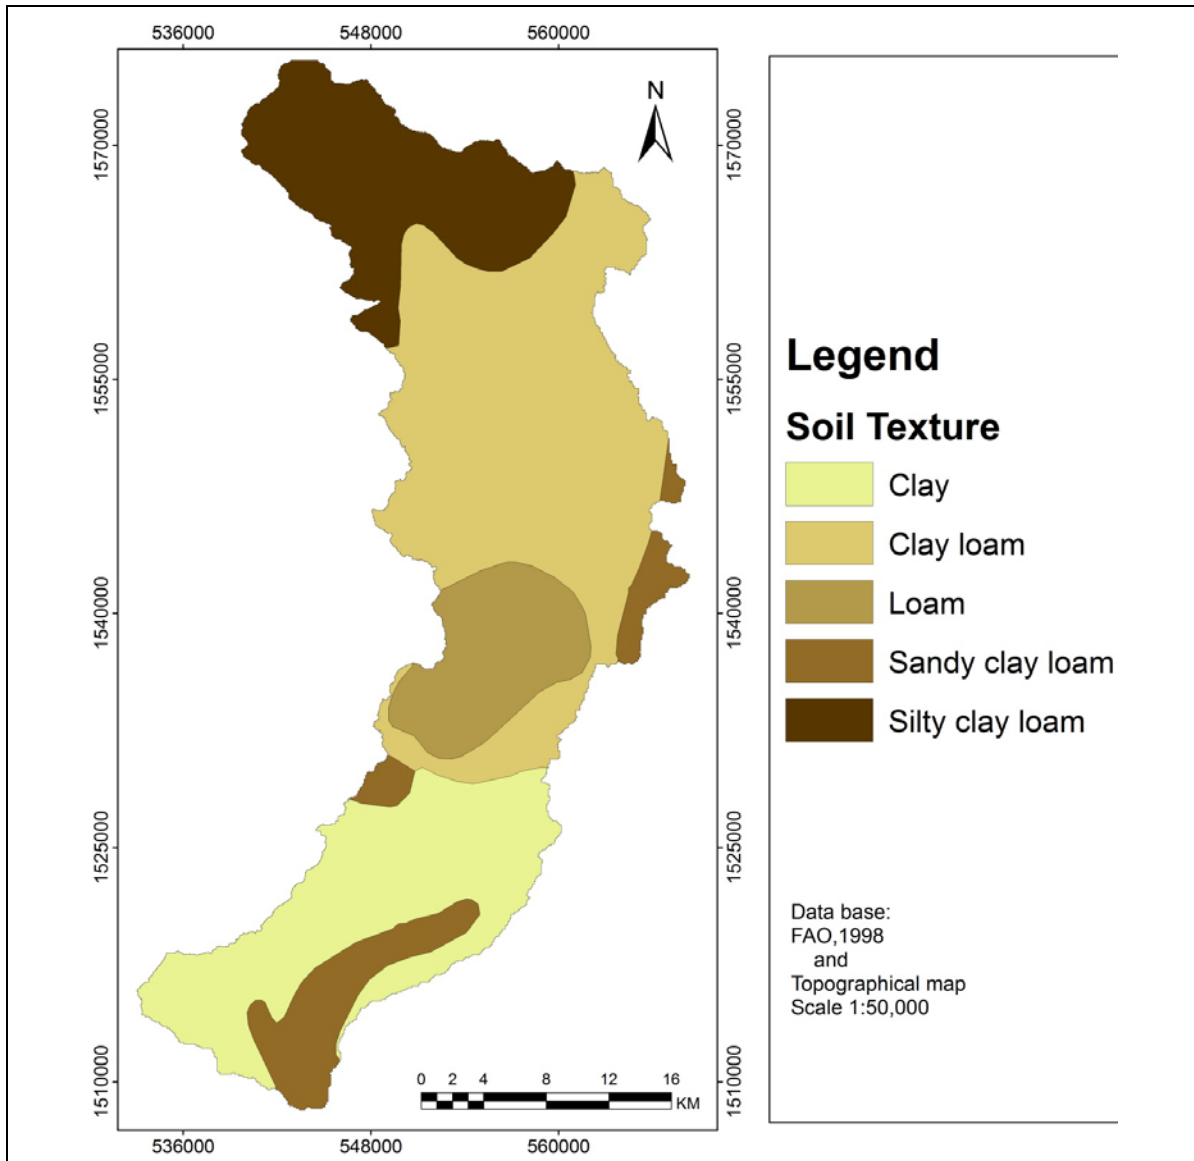 536000 548000 560000
N
1570000 1570000
1555000 1555000
1540000 1540000
1525000 1525000
1510000 1510000
0 2 4 8 12 16
KM
536000 548000 560000
Legend
Soil Texture
Clay
Clay loam
Loam
Sandy clay loam
Silty clay loam
Data base:
FAO,1998
and
Topographical map
Scale 1:50,000